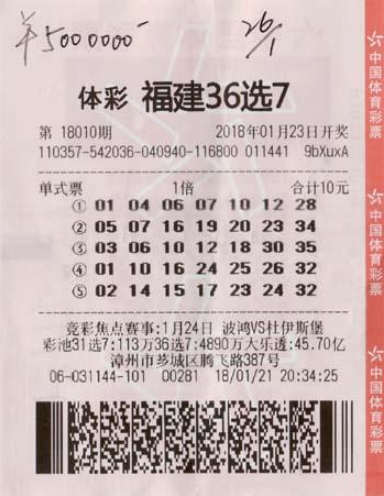 ¥5000000
26/1
体彩 福建36选7
第 18010期 2018年01月23日开奖
110357-542036-040940-116800 011441 9bXuxA
单式票 1倍 合计10元
① 01 04 06 07 10 12 28
② 05 07 16 19 20 23 34
③ 03 06 10 12 18 30 35
④ 01 10 16 24 25 26 32
⑤ 02 14 15 17 23 24 32
竞彩焦点赛事:1月24日 波鸿VS杜伊斯堡
彩池31选7:113万36选7:4890万大乐透:45.70亿
漳州市芗城区腾飞路387号
06-031144-101 00281 18/01/21 20:34:25
中国体育彩票
中国体育彩票
中国体育彩票